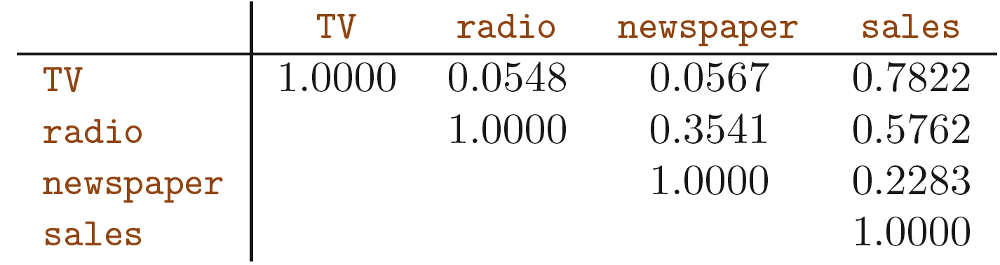 TV radio newspaper sales
TV 1.0000 0.0548 0.0567 0.7822
radio 1.0000 0.3541 0.5762
newspaper 1.0000 0.2283
sales 1.0000